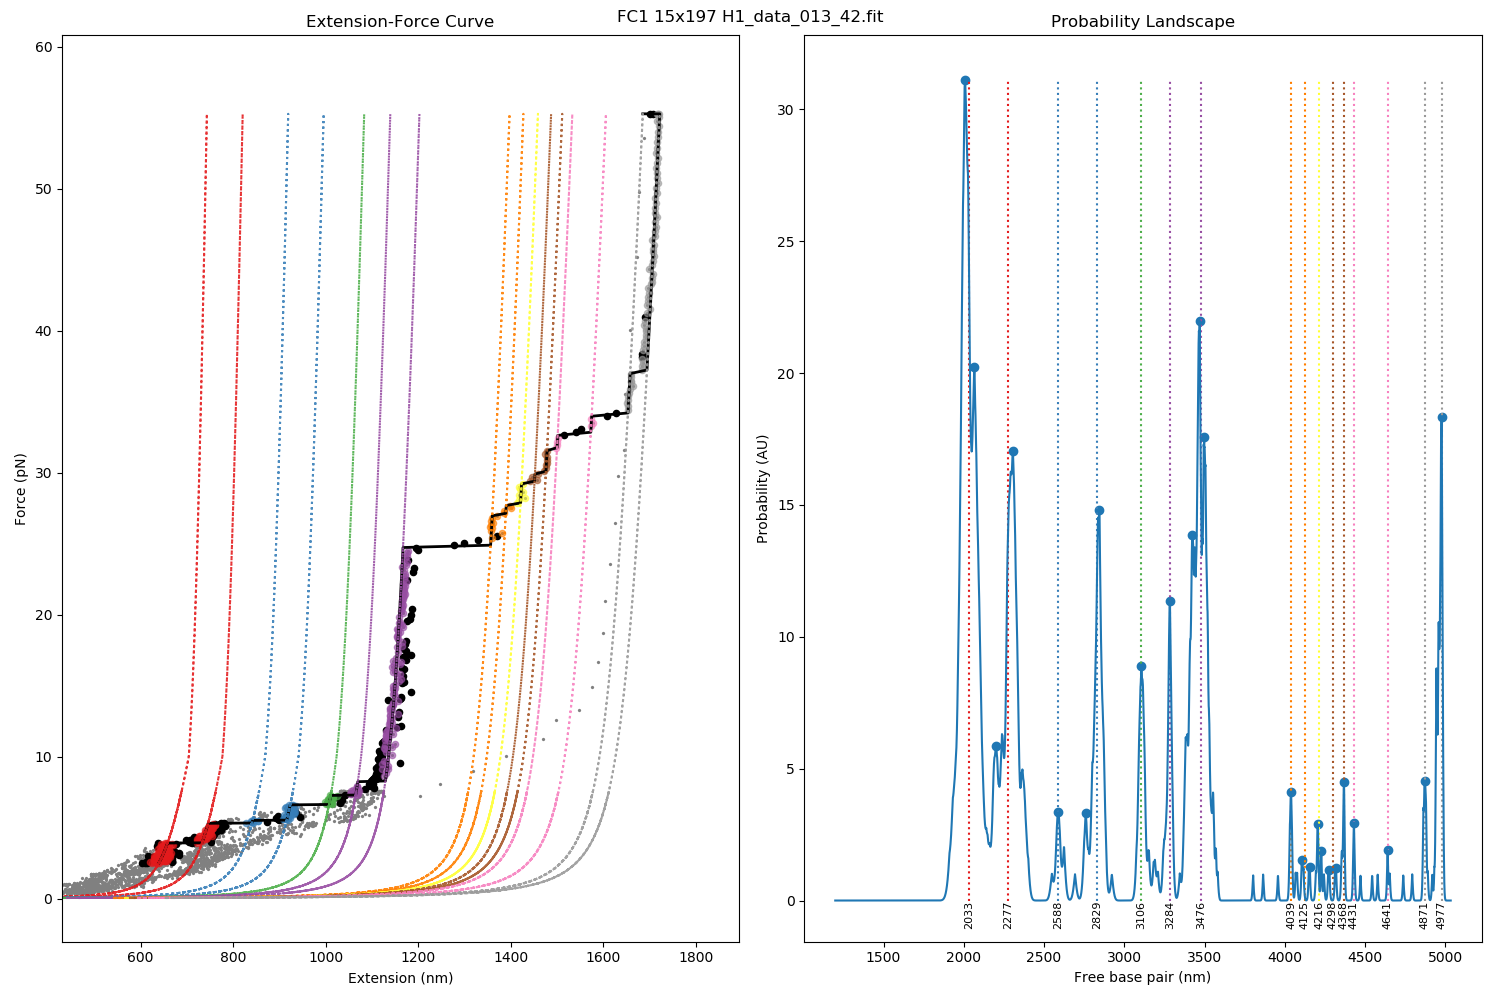 FC1 15x197 H1_data_013_42.fit
Extension-Force Curve
Probability Landscape
Force (pN)
60
50
40
30
20
10
0
600 800 1000 1200 1400 1600 1800
Extension (nm)
Probability (AU)
30
25
20
15
10
5
0
2033 2277 2588 2829 3106 3284 3476 4039 4125 4216 4298 4368 4431 4641 4871 4977
1500 2000 2500 3000 3500 4000 4500 5000
Free base pair (nm)